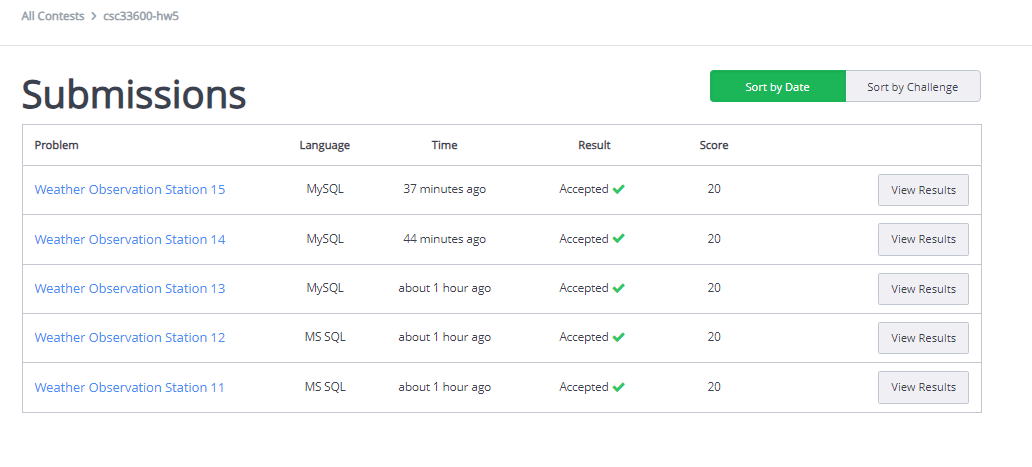 All Contests > csc33600-hw5
Submissions
Sort by Date Sort by Challenge
Problem Language Time Result Score
Weather Observation Station 15 MySQL 37 minutes ago Accepted ✔ 20 View Results
Weather Observation Station 14 MySQL 44 minutes ago Accepted ✔ 20 View Results
Weather Observation Station 13 MySQL about 1 hour ago Accepted ✔ 20 View Results
Weather Observation Station 12 MS SQL about 1 hour ago Accepted ✔ 20 View Results
Weather Observation Station 11 MS SQL about 1 hour ago Accepted ✔ 20 View Results